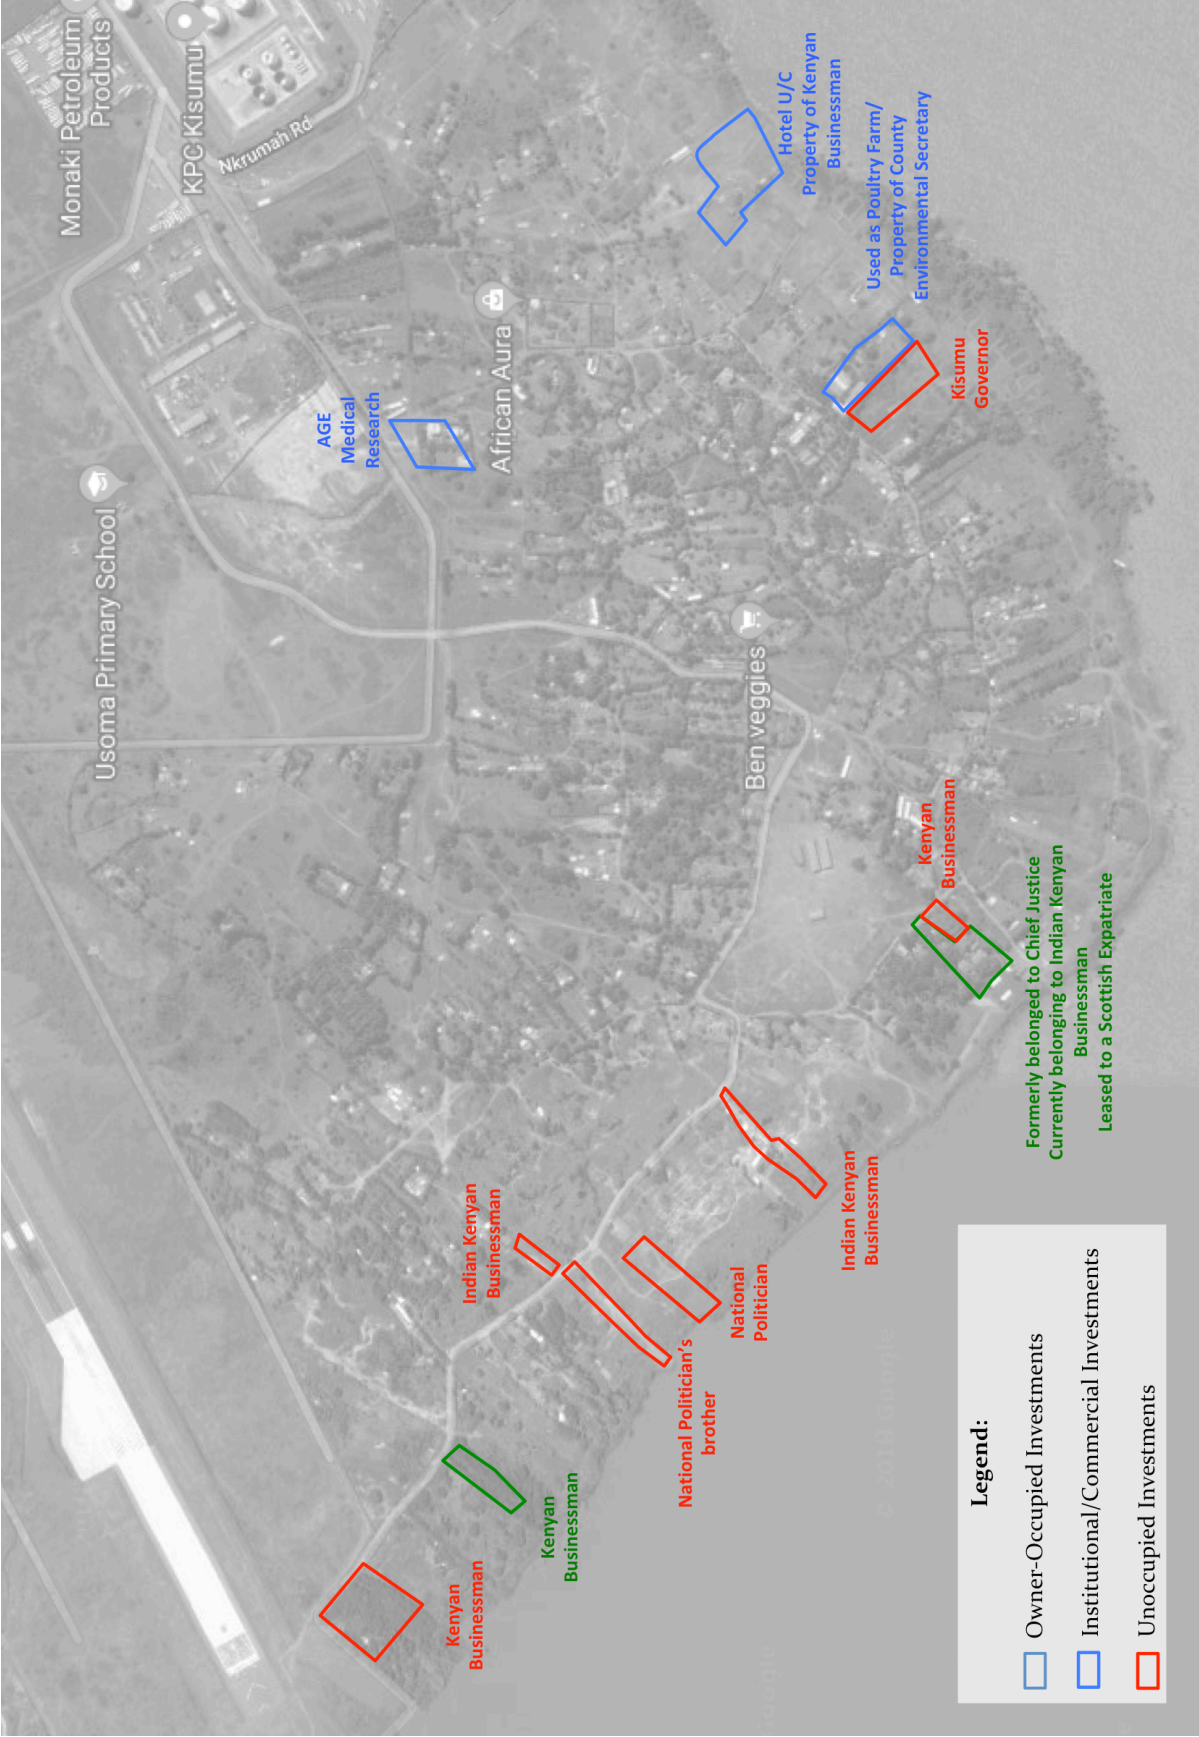 Monaki Petroleum
Products
KPC Kisumu
Nkrumah Rd
Usoma Primary School
AGE
Medical
Research
African Aura
Hotel U/C
Property of Kenyan
Businessman
Used as Poultry Farm/
Property of County
Environmental Secretary
Kisumu
Governor
Ben veggies
Kenyan
Businessman
Formerly belonged to Chief Justice
Currently belonging to Indian Kenyan
Businessman
Leased to a Scottish Expatriate
Indian Kenyan
Businessman
Indian Kenyan
Businessman
National
Politician
National Politician's
brother
Kenyan
Businessman
Kenyan
Businessman
Legend:
Owner-Occupied Investments
Institutional/Commercial Investments
Unoccupied Investments